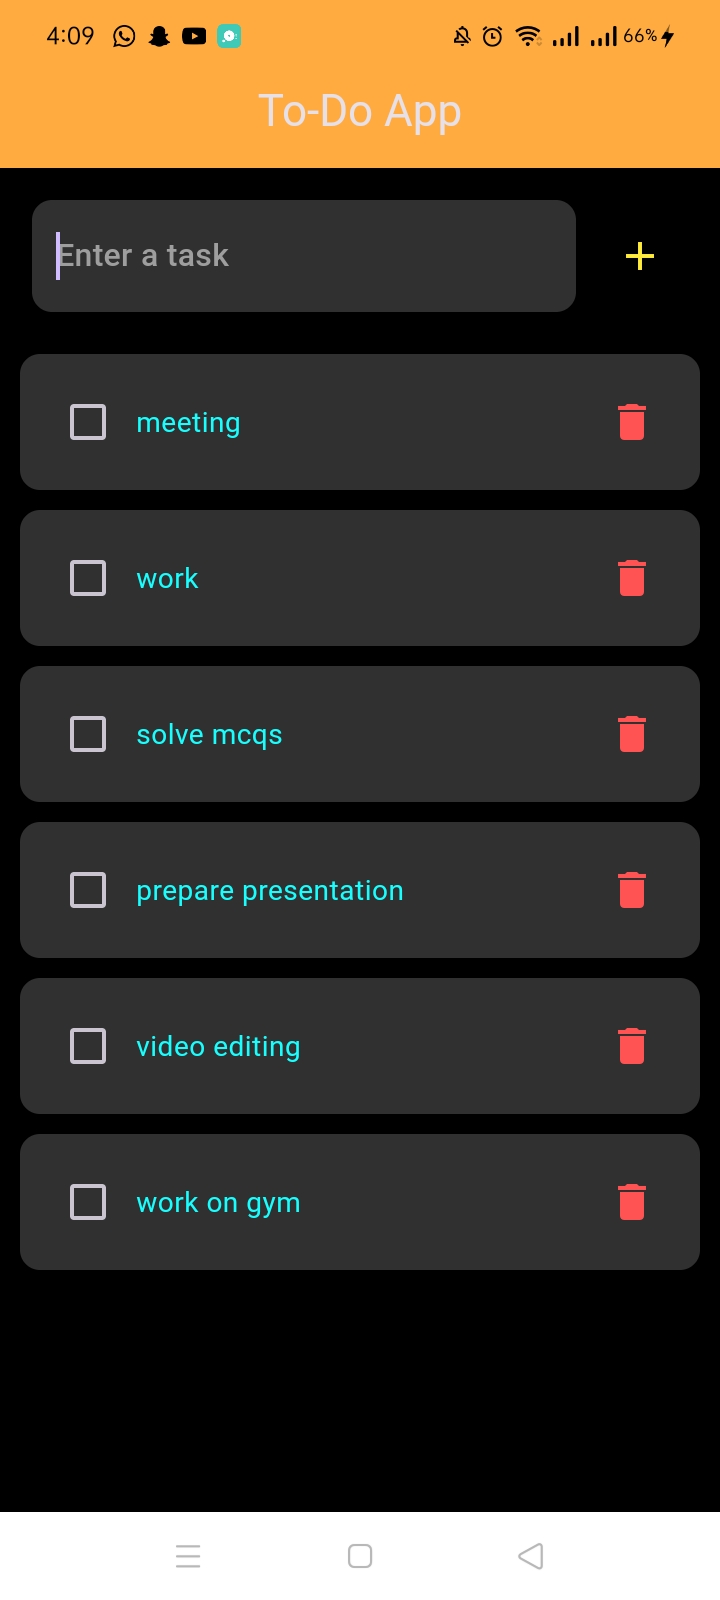 4:09 66%
To-Do App
Enter a task
meeting
work
solve mcqs
prepare presentation
video editing
work on gym